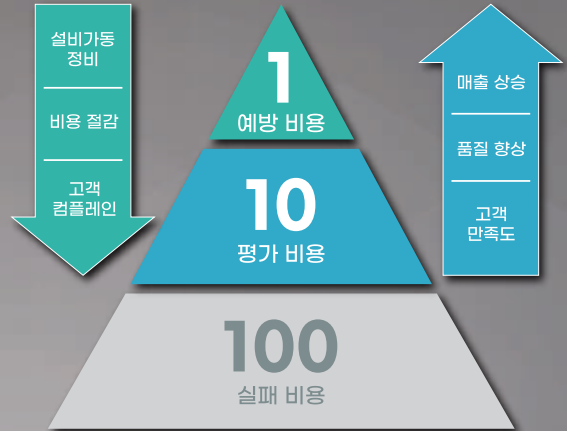 설비가동
정비
비용 절감
고객
컴플레인
1
예방 비용
10
평가 비용
100
실패 비용
매출 상승
품질 향상
고객
만족도